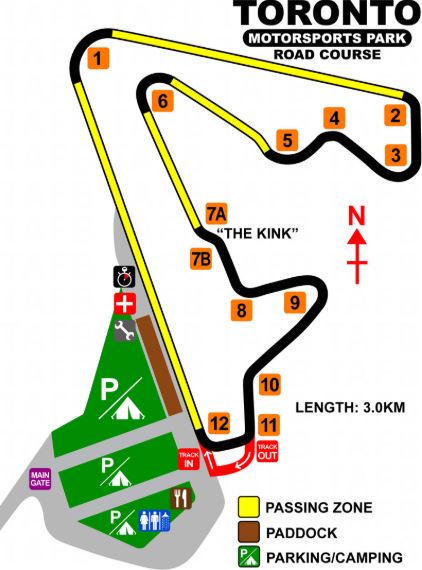 TORONTO
MOTORSPORTS PARK
ROAD COURSE
1
2
3
4
5
6
7A
"THE KINK"
7B
8
9
N
10
LENGTH: 3.0KM
11
12
TRACK
IN
TRACK
OUT
P
P
P
MAIN
GATE
PASSING ZONE
PADDOCK
P
PARKING/CAMPING